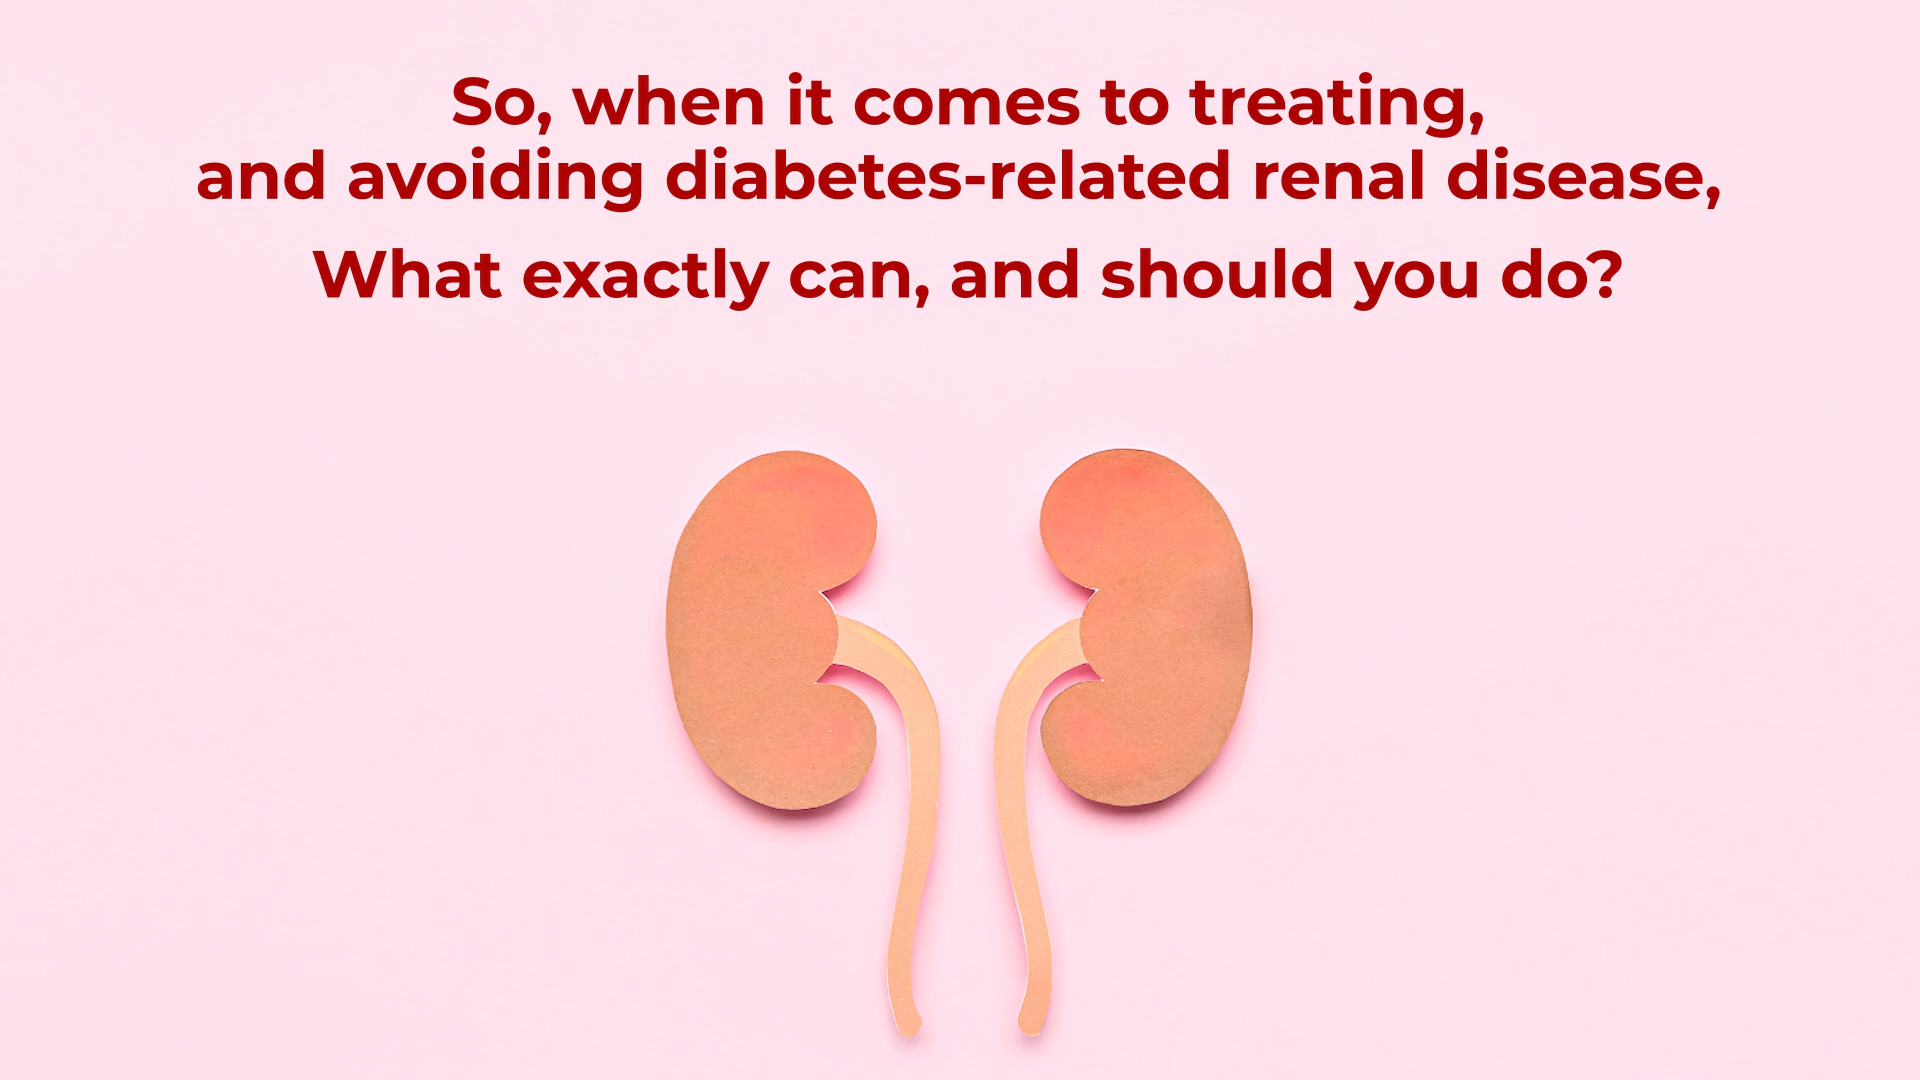 So, when it comes to treating,
and avoiding diabetes-related renal disease,
What exactly can, and should you do?